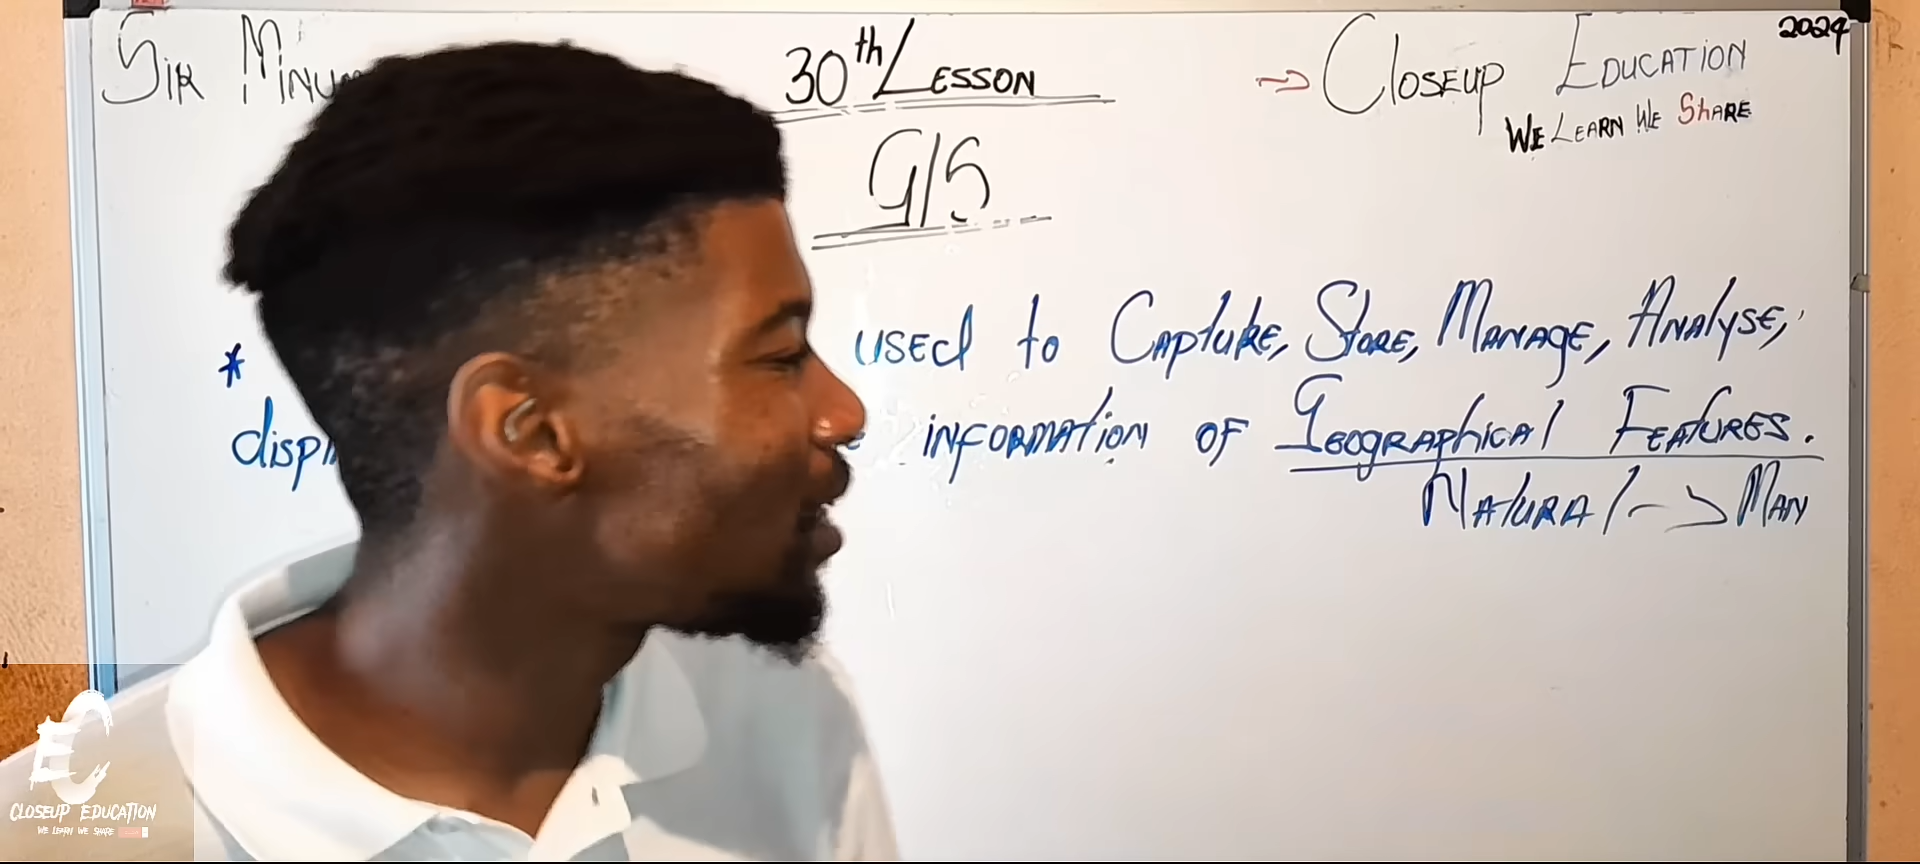 SIR
30th LESSON
CLOSEUP EDUCATION
2024
WE LEARN WE ShARE
GIS
* used to CAPTURE, STORE, MANAGE, ANALYSE,
INFORMATION OF GEOGRAPHICAL FEATURES.
NATURAL -> MAN
EC
CLOSEUP EDUCATION
WE LEARN WE SHARE